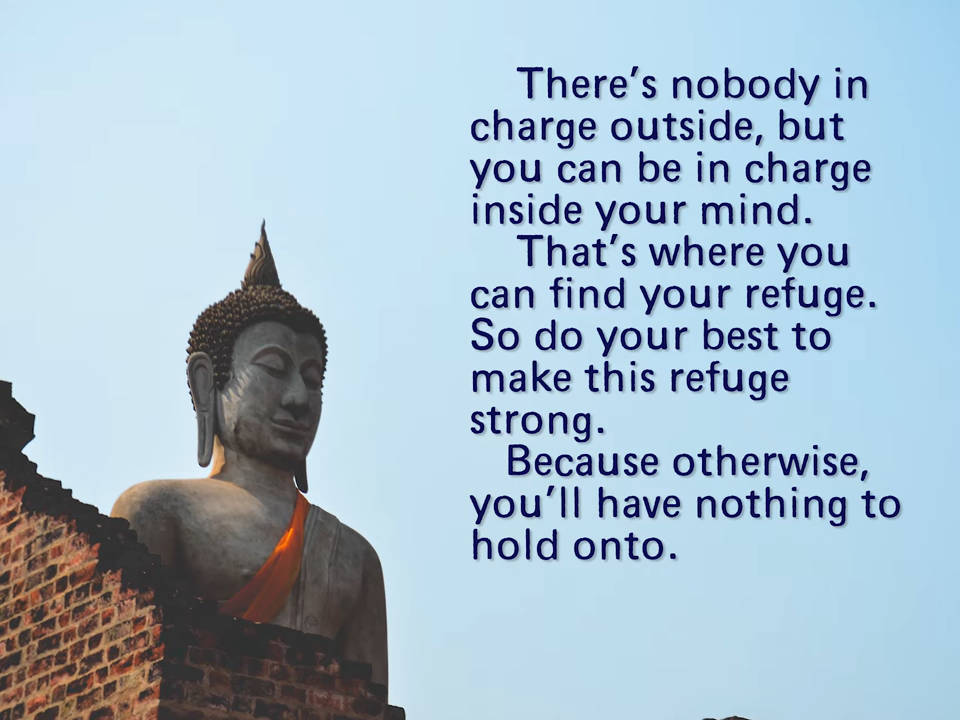 There's nobody in
charge outside, but
you can be in charge
inside your mind.
That's where you
can find your refuge.
So do your best to
make this refuge
strong.
Because otherwise,
you'll have nothing to
hold onto.